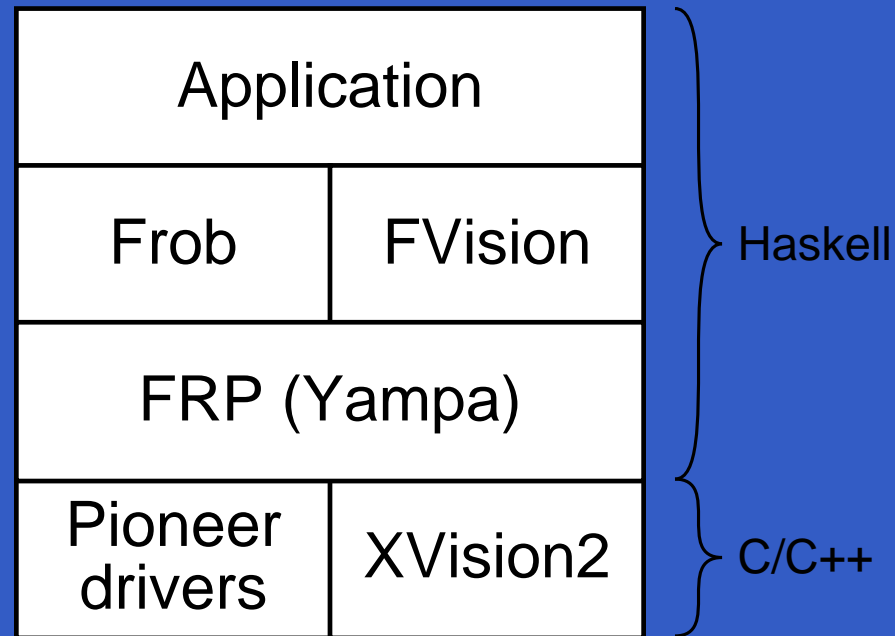 Application
Frob
FVision
Haskell
FRP (Yampa)
Pioneer
drivers
XVision2
C/C++